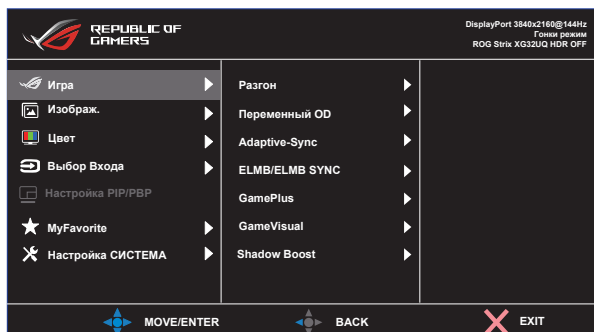 REPUBLIC OF
GAMERS
DisplayPort 3840x2160@144Hz
Гонки режим
ROG Strix XG32UQ HDR OFF
Игра
Изображ.
Цвет
Выбор Входа
Настройка PIP/PBP
MyFavorite
Настройка СИСТЕМА
Разгон
Переменный OD
Adaptive-Sync
ELMB/ELMB SYNC
GamePlus
GameVisual
Shadow Boost
MOVE/ENTER
BACK
EXIT